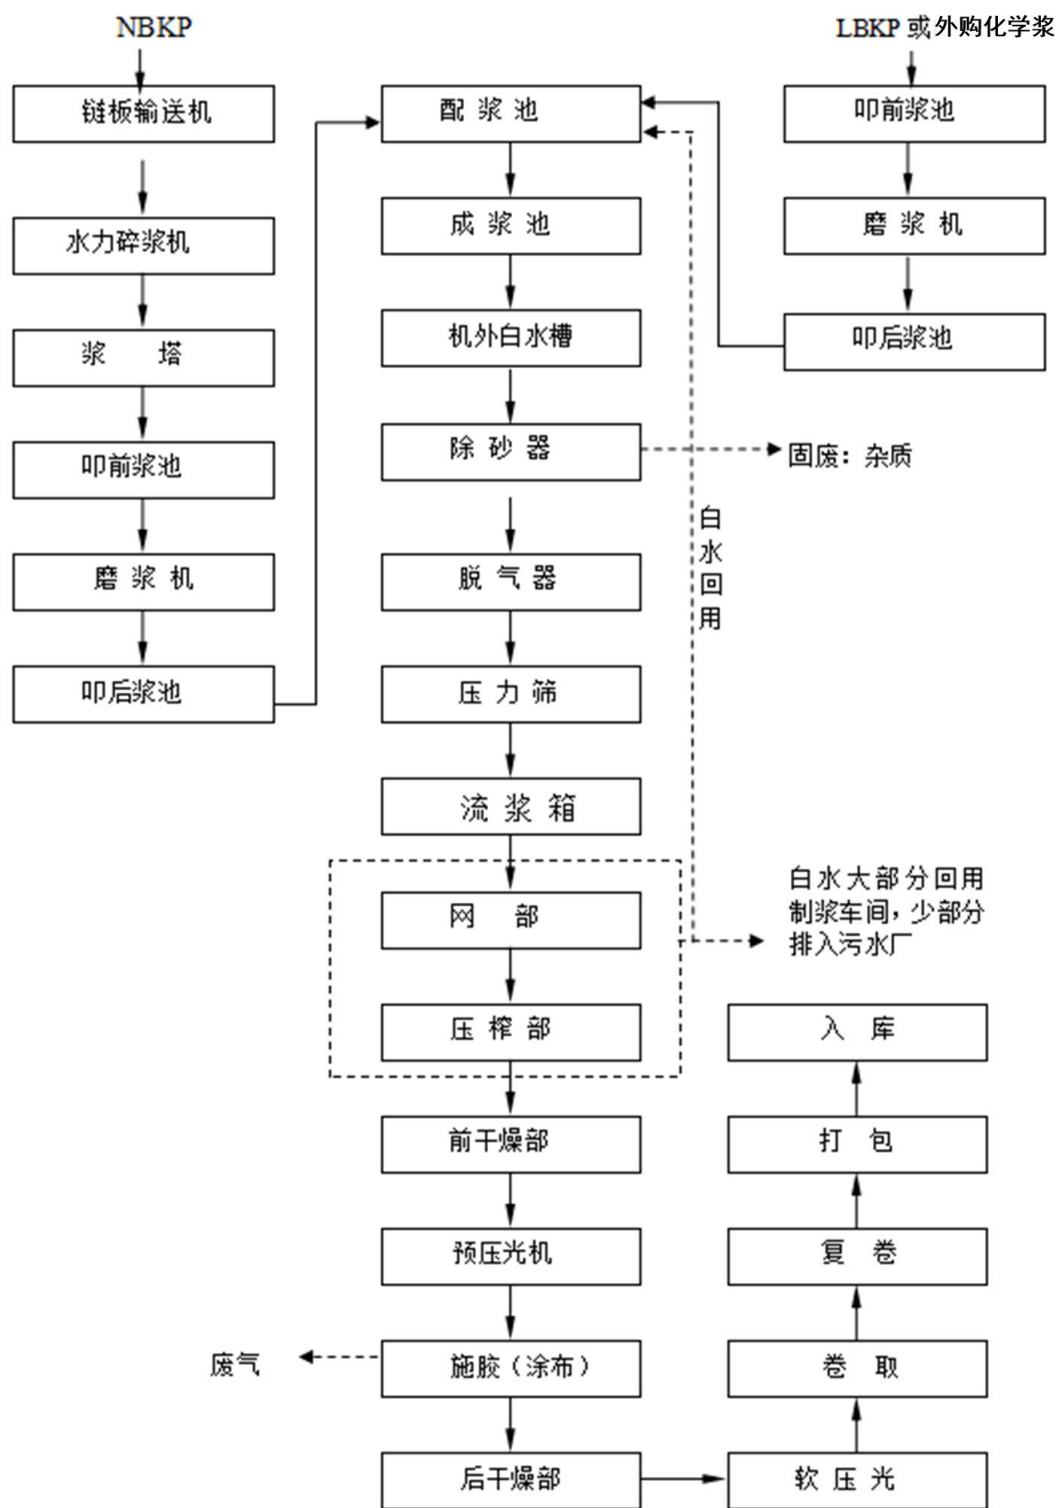 NBKP
链板输送机
水力碎浆机
浆 塔
叩前浆池
磨 浆 机
叩后浆池
配 浆 池
成 浆 池
机外白水槽
除 砂 器
固废：杂质
脱 气 器
压 力 筛
流 浆 箱
网 部
压 榨 部
前干燥部
预压光机
施胶（涂布）
废气
后干燥部
LBKP 或外购化学浆
叩前浆池
磨 浆 机
叩后浆池
白
水
回
用
白水大部分回用
制浆车间，少部分
排入污水厂
入 库
打 包
复 卷
卷 取
软 压 光